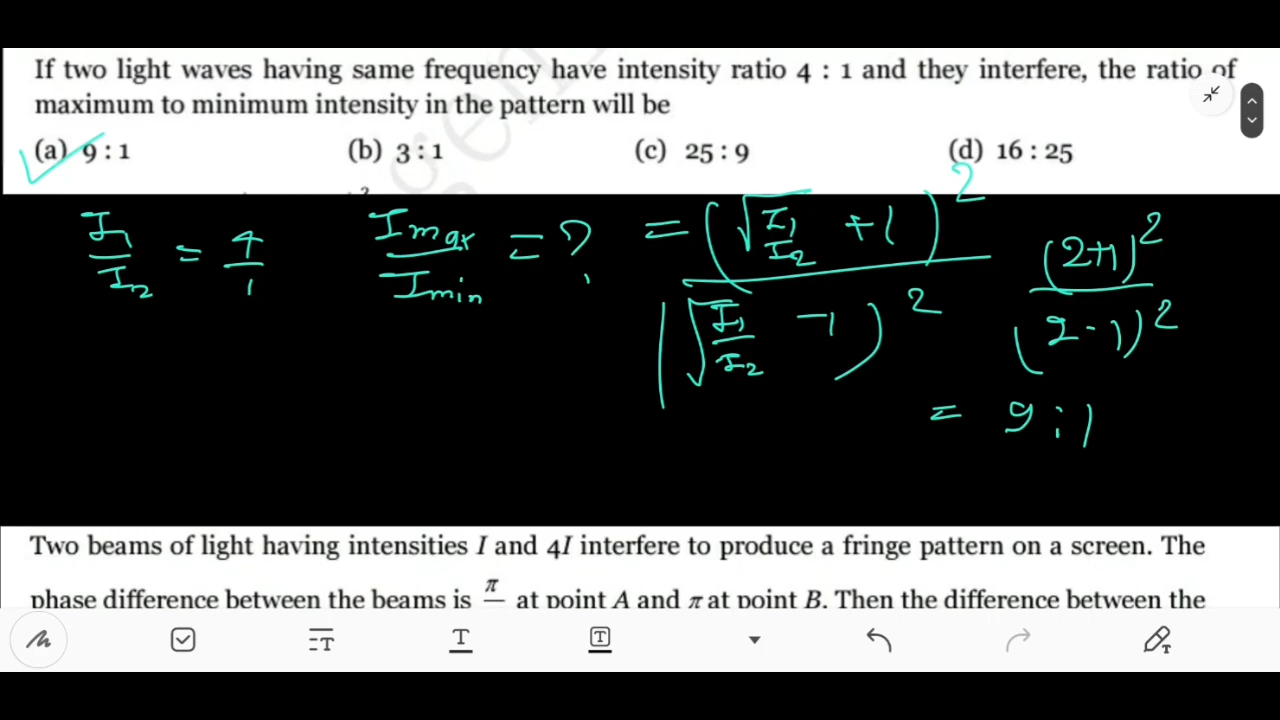 If two light waves having same frequency have intensity ratio 4 : 1 and they interfere, the ratio of
maximum to minimum intensity in the pattern will be
(a) 9 : 1 (b) 3 : 1 (c) 25 : 9 (d) 16 : 25
I₁/I₂ = 4/1 Imax/Imin = ? = (√(I₁/I₂) + 1)² / (√(I₁/I₂) - 1)² (2+1)² / (2-1)²
= 9 : 1
Two beams of light having intensities I and 4I interfere to produce a fringe pattern on a screen. The
phase difference between the beams is π at point A and π at point B. Then the difference between the